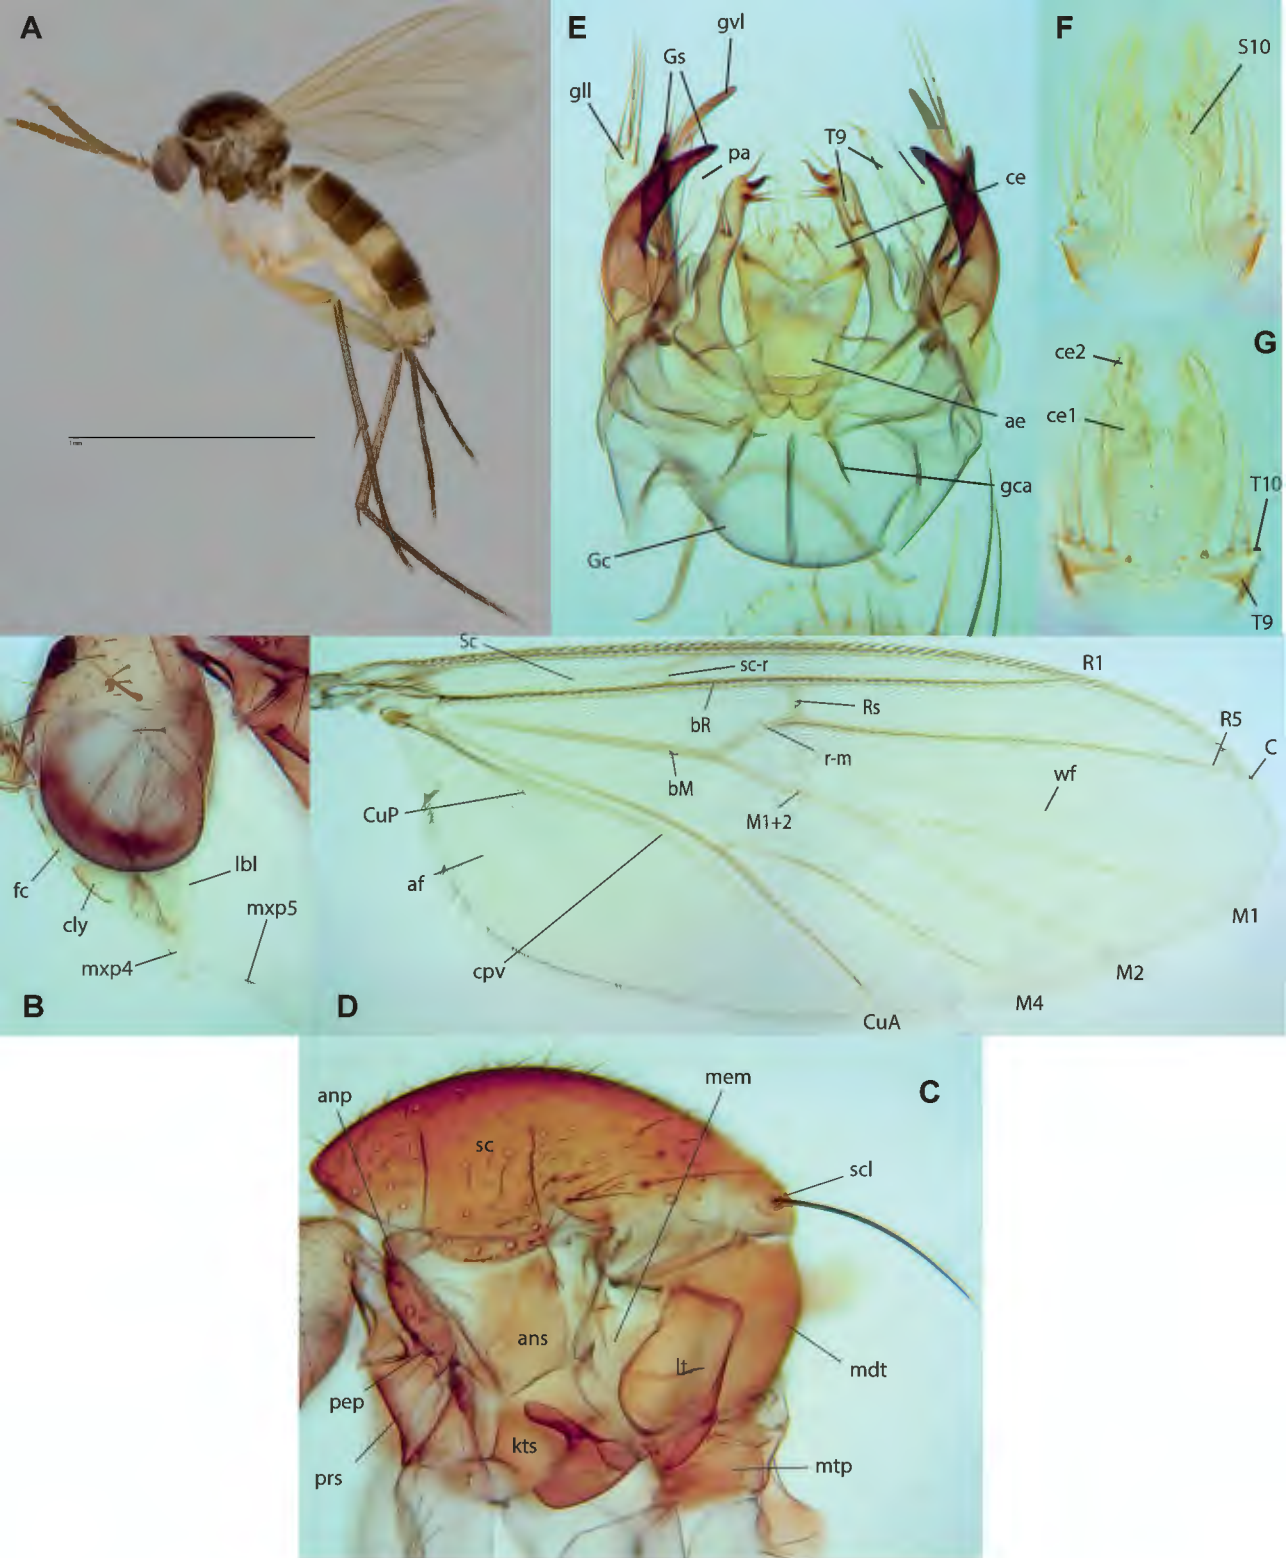 A
1 mm
E
gvl
Gs
gll
pa
T9
ce
ae
gca
Gc
F
S10
G
ce2
ce1
T10
T9
B
fc
cly
lbl
mxp5
mxp4
D
Sc
sc-r
R1
bR
Rs
R5
C
r-m
wf
bM
CuP
M1+2
af
M1
cpv
M2
M4
CuA
C
mem
anp
sc
scl
ans
lt
mdt
pep
kts
prs
mtp